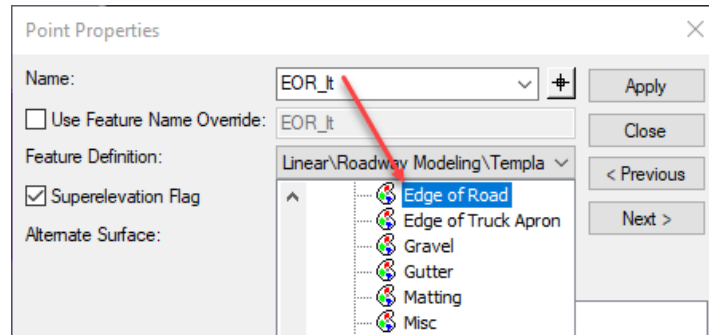 Point Properties
Name:
EOR_lt
Apply
Use Feature Name Override:
EOR_lt
Close
Feature Definition:
Linear\Roadway Modeling\Templa
< Previous
Superelevation Flag
Edge of Road
Edge of Truck Apron
Next >
Alternate Surface:
Gravel
Gutter
Matting
Misc